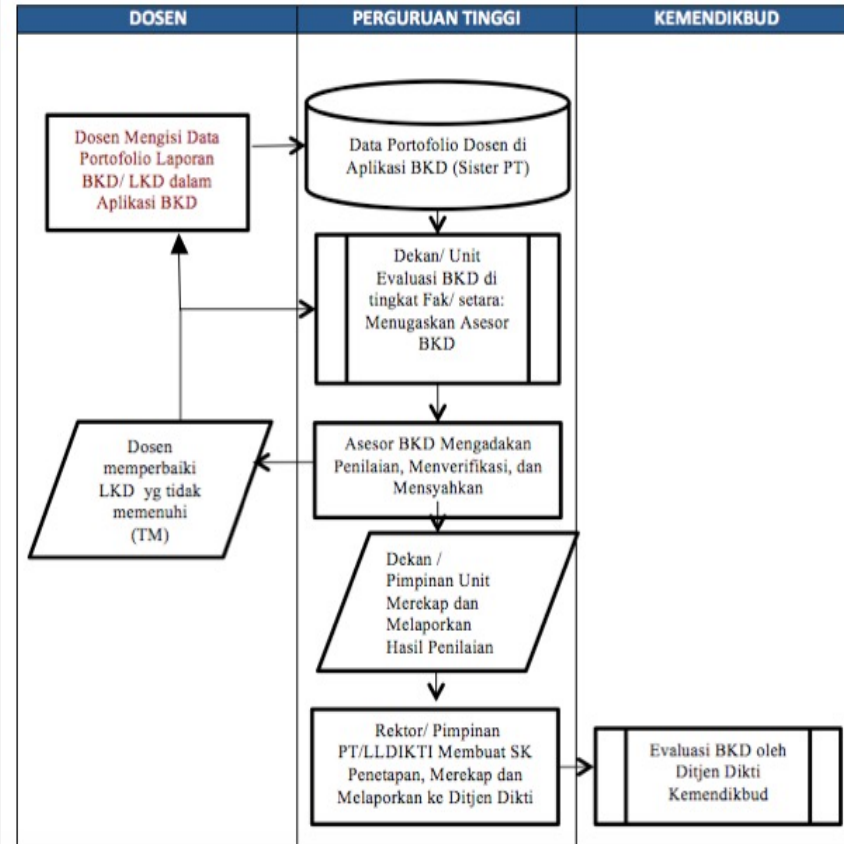 DOSEN
PERGURUAN TINGGI
KEMENDIKBUD
Dosen Mengisi Data
Portofolio Laporan
BKD/ LKD dalam
Aplikasi BKD
Data Portofolio Dosen di
Aplikasi BKD (Sister PT)
Dekan/ Unit
Evaluasi BKD di
tingkat Fak/ setara:
Menugaskan Asesor
BKD
Asesor BKD Mengadakan
Penilaian, Menverifikasi, dan
Mensyahkan
Dosen
memperbaiki
LKD yg tidak
memenuhi
(TM)
Dekan /
Pimpinan Unit
Merekap dan
Melaporkan
Hasil Penilaian
Rektor/ Pimpinan
PT/LLDIKTI Membuat SK
Penetapan, Merekap dan
Melaporkan ke Ditjen Dikti
Evaluasi BKD oleh
Ditjen Dikti
Kemendikbud